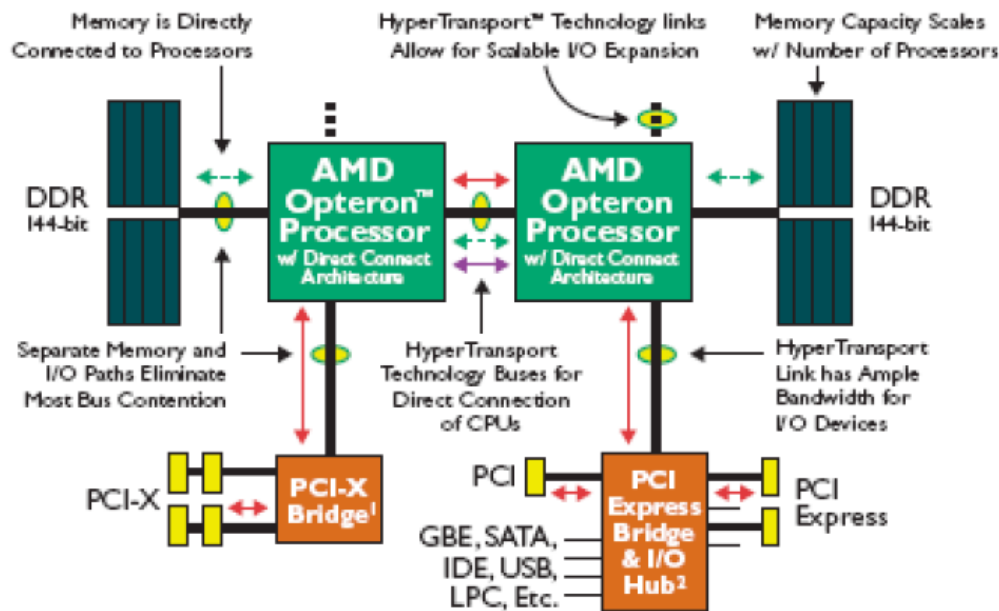 Memory is Directly
Connected to Processors
HyperTransport™ Technology links
Allow for Scalable I/O Expansion
Memory Capacity Scales
w/ Number of Processors
DDR
144-bit
AMD
Opteron™
Processor
w/ Direct Connect
Architecture
AMD
Opteron
Processor
w/ Direct Connect
Architecture
DDR
144-bit
Separate Memory and
I/O Paths Eliminate
Most Bus Contention
HyperTransport
Technology Buses for
Direct Connection
of CPUs
HyperTransport
Link has Ample
Bandwidth for
I/O Devices
PCI-X
PCI-X
Bridge¹
PCI
PCI
Express
Bridge
& I/O
Hub²
PCI
Express
GBE, SATA,
IDE, USB,
LPC, Etc.